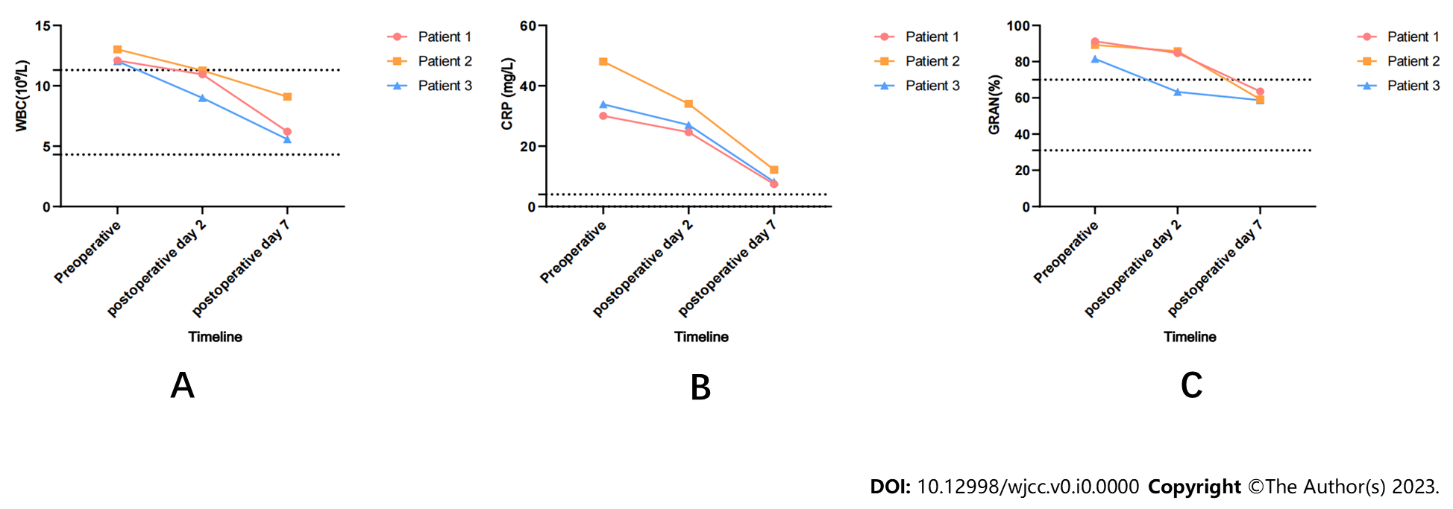 15
10
5
0
WBC(10⁹/L)
Preoperative
postoperative day 2
postoperative day 7
Timeline
Patient 1
Patient 2
Patient 3
A
60
40
20
0
CRP (mg/L)
Preoperative
postoperative day 2
postoperative day 7
Timeline
Patient 1
Patient 2
Patient 3
B
100
80
60
40
20
0
GRAN(%)
Preoperative
postoperative day 2
postoperative day 7
Timeline
Patient 1
Patient 2
Patient 3
C
DOI: 10.12998/wjcc.v0.i0.0000 Copyright ©The Author(s) 2023.